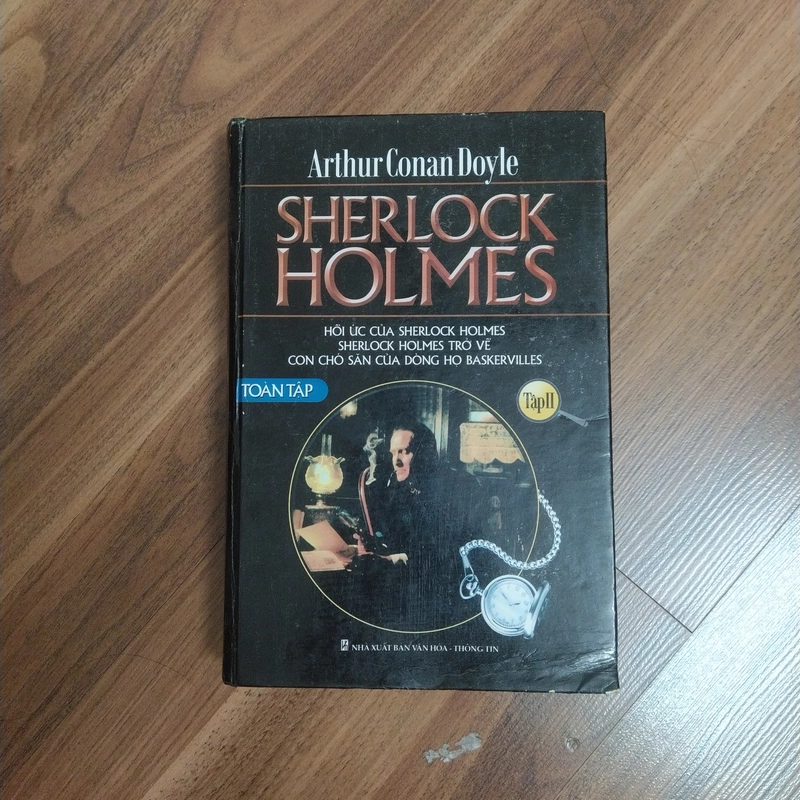 Arthur Conan Doyle
SHERLOCK
HOLMES
HỒI ỨC CỦA SHERLOCK HOLMES
SHERLOCK HOLMES TRỞ VỀ
CON CHÓ SĂN CỦA DÒNG HỌ BASKERVILLES
TOÀN TẬP
Tập II
NHÀ XUẤT BẢN VĂN HÓA - THÔNG TIN